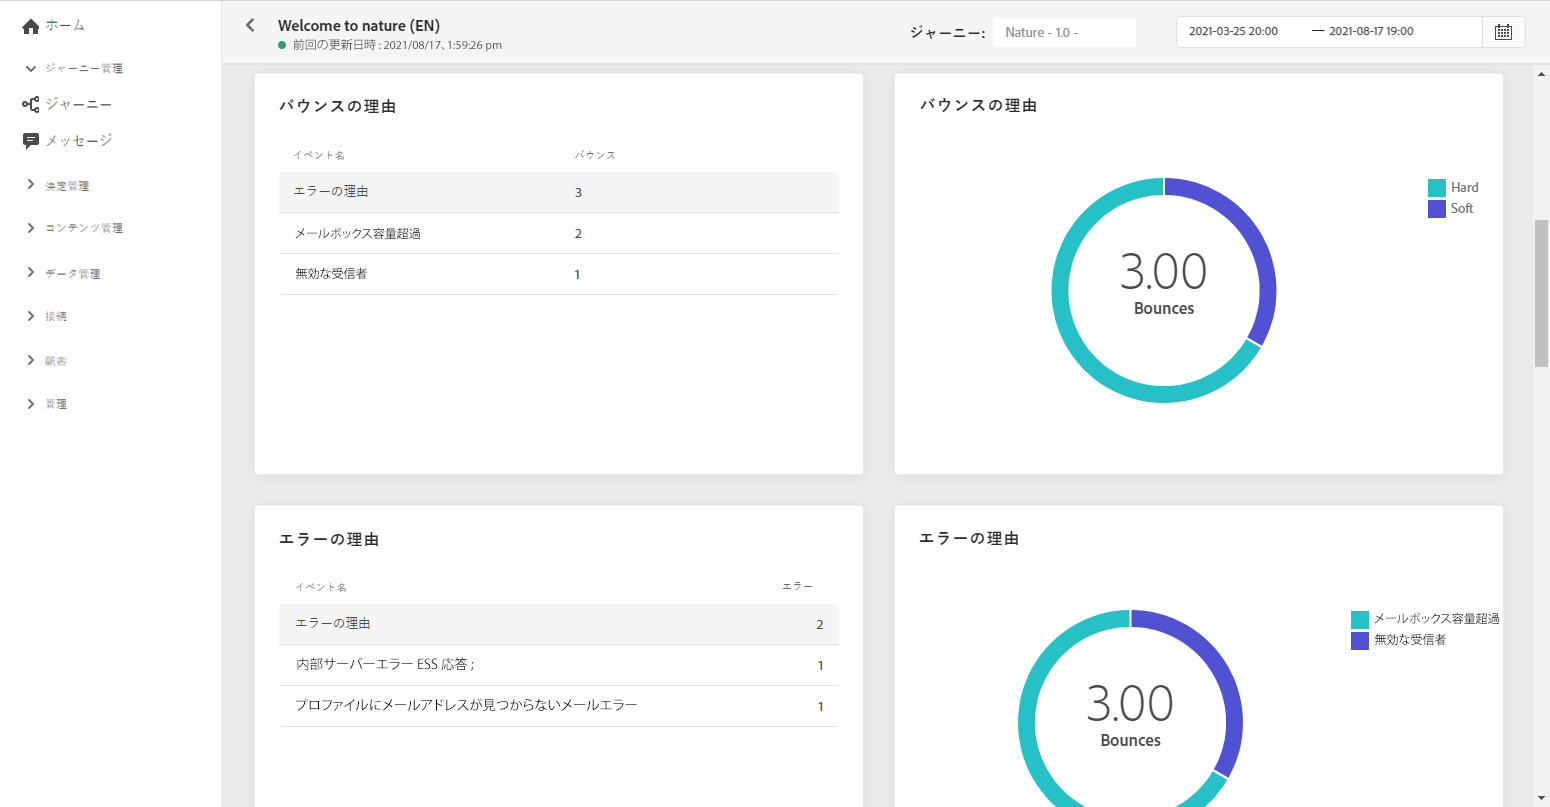 ホーム
ジャーニー管理
ジャーニー
メッセージ
決定管理
コンテンツ管理
データ管理
接続
顧客
管理
Welcome to nature (EN)
前回の更新日時 : 2021/08/17、1:59:26 pm
ジャーニー:
Nature - 1.0 -
2021-03-25 20:00 — 2021-08-17 19:00
バウンスの理由
イベント名 バウンス
エラーの理由 3
メールボックス容量超過 2
無効な受信者 1
バウンスの理由
Hard
Soft
3.00
Bounces
エラーの理由
イベント名 エラー
エラーの理由 2
内部サーバーエラー ESS 応答 ; 1
プロファイルにメールアドレスが見つからないメールエラー 1
エラーの理由
メールボックス容量超過
無効な受信者
3.00
Bounces